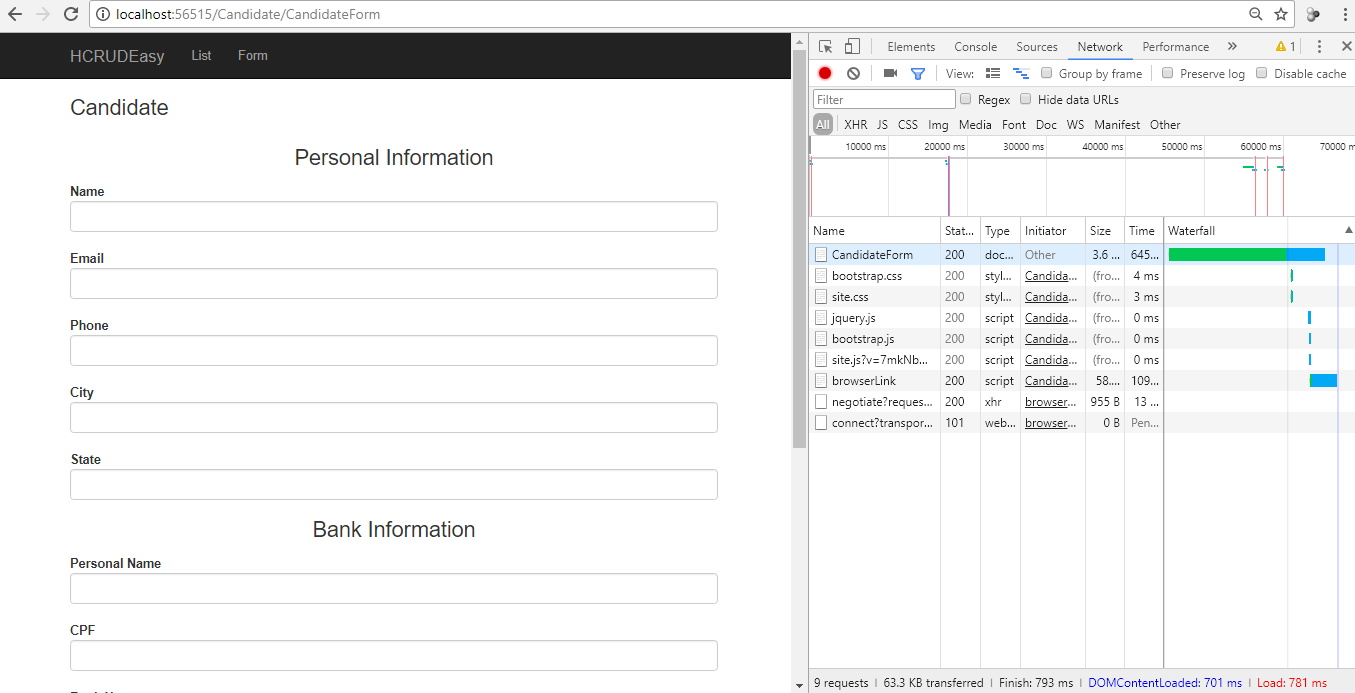 localhost:56515/Candidate/CandidateForm
HCRUDEasy List Form
Candidate
Personal Information
Name
Email
Phone
City
State
Bank Information
Personal Name
CPF
Elements Console Sources Network Performance » 1
View: Group by frame Preserve log Disable cache
Filter Regex Hide data URLs
All XHR JS CSS Img Media Font Doc WS Manifest Other
10000 ms 20000 ms 30000 ms 40000 ms 50000 ms 60000 ms 70000 m
Name Stat... Type Initiator Size Time Waterfall
CandidateForm 200 doc... Other 3.6 ... 645...
bootstrap.css 200 styl... Candida... (fro... 4 ms
site.css 200 styl... Candida... (fro... 3 ms
jquery.js 200 script Candida... (fro... 0 ms
bootstrap.js 200 script Candida... (fro... 0 ms
site.js?v=7mkNb... 200 script Candida... (fro... 0 ms
browserLink 200 script Candida... 58.... 109...
negotiate?reques... 200 xhr browser... 955 B 13 ...
connect?transpor... 101 web... browser... 0 B Pen...
9 requests | 63.3 KB transferred | Finish: 793 ms | DOMContentLoaded: 701 ms | Load: 781 ms